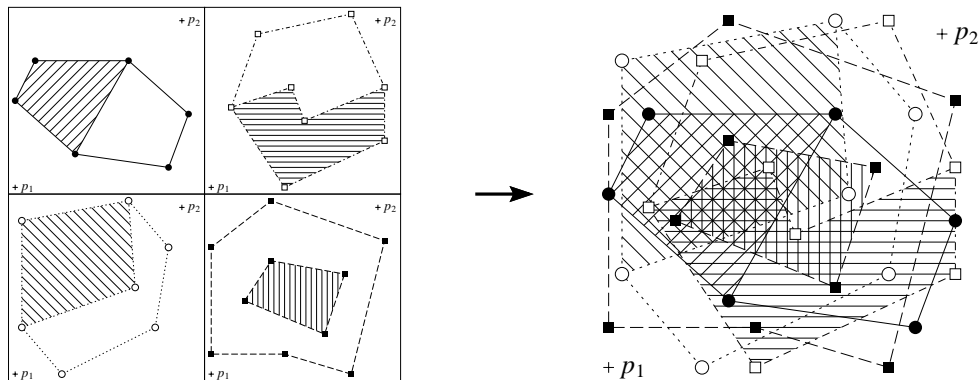 + p₂
+ p₂
+ p₁
+ p₁
+ p₂
+ p₂
+ p₁
+ p₁
+ p₂
+ p₁